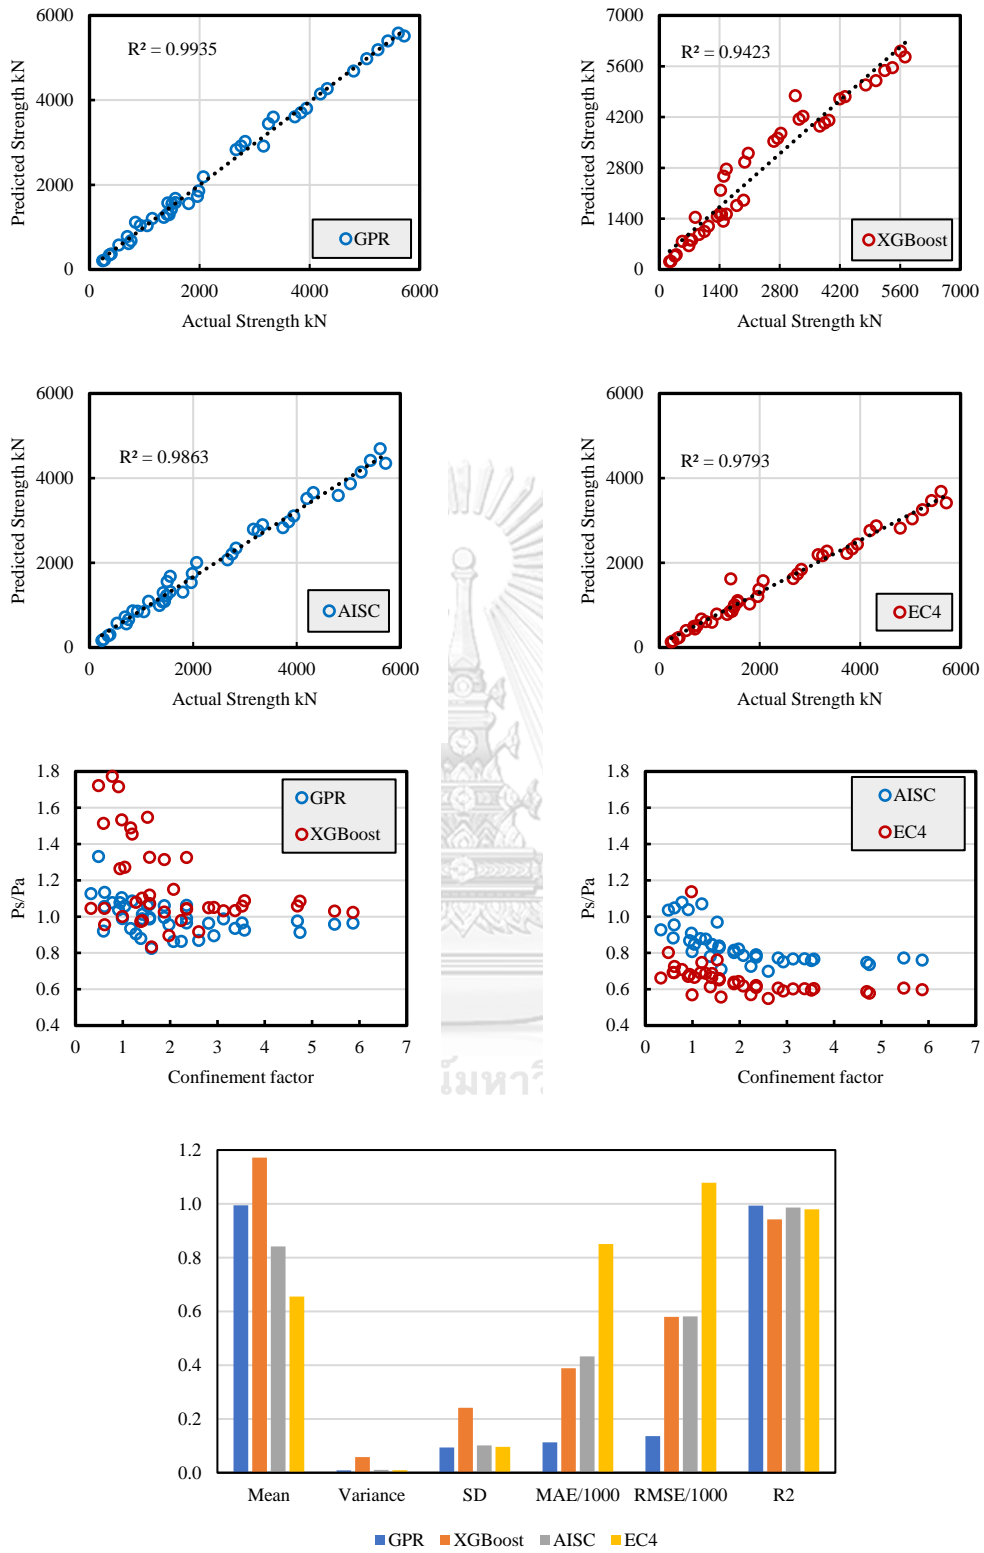 6000
4000
2000
0
Predicted Strength kN
R² = 0.9935
GPR
0 2000 4000 6000
Actual Strength kN
7000
5600
4200
2800
1400
0
Predicted Strength kN
R² = 0.9423
XGBoost
0 1400 2800 4200 5600 7000
Actual Strength kN
6000
4000
2000
0
Predicted Strength kN
R² = 0.9863
AISC
0 2000 4000 6000
Actual Strength kN
6000
4000
2000
0
Predicted Strength kN
R² = 0.9793
EC4
0 2000 4000 6000
Actual Strength kN
1.8
1.6
1.4
1.2
1.0
0.8
0.6
0.4
Ps/Pa
GPR
XGBoost
0 1 2 3 4 5 6 7
Confinement factor
1.8
1.6
1.4
1.2
1.0
0.8
0.6
0.4
Ps/Pa
AISC
EC4
0 1 2 3 4 5 6 7
Confinement factor
1.2
1.0
0.8
0.6
0.4
0.2
0.0
Mean Variance SD MAE/1000 RMSE/1000 R2
GPR XGBoost AISC EC4